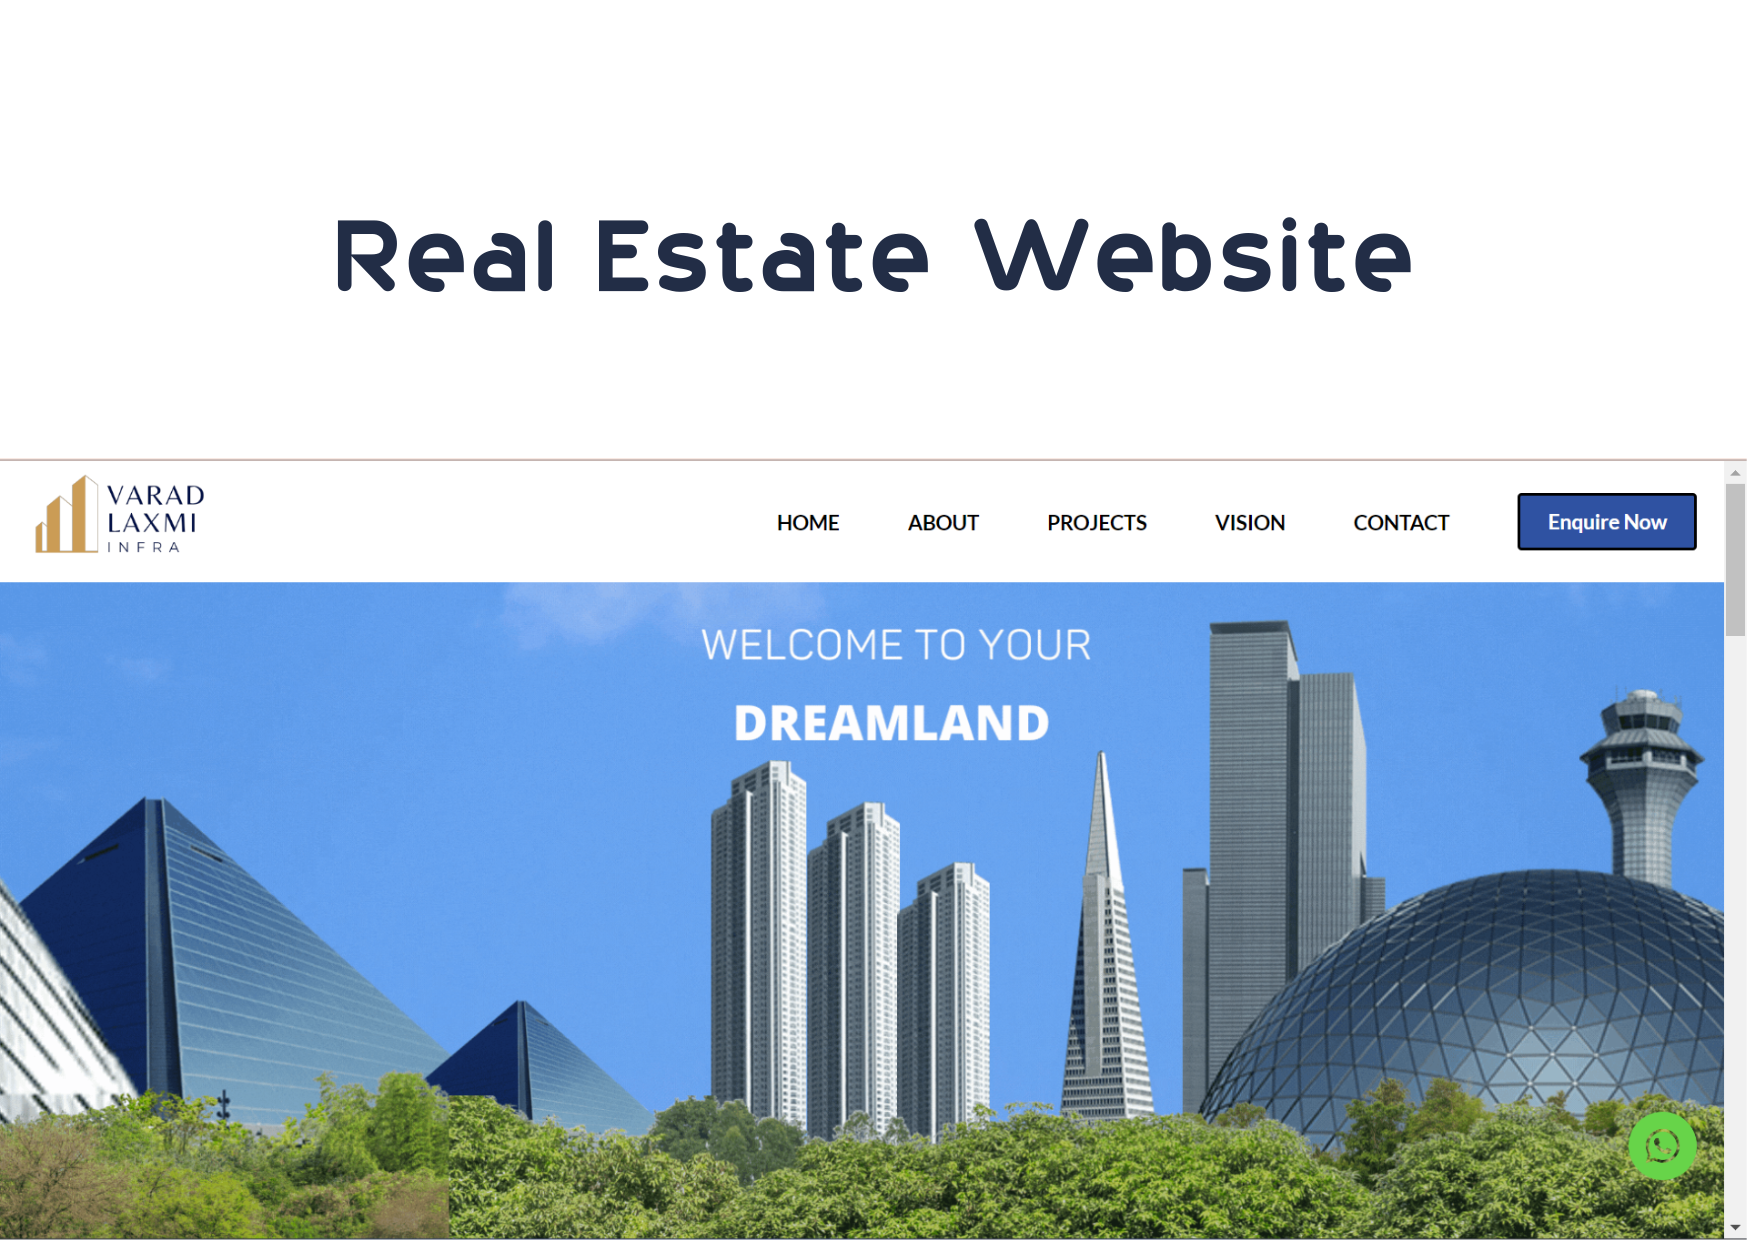 Real Estate Website
VARAD
LAXMI
INFRA
HOME ABOUT PROJECTS VISION CONTACT Enquire Now
WELCOME TO YOUR
DREAMLAND